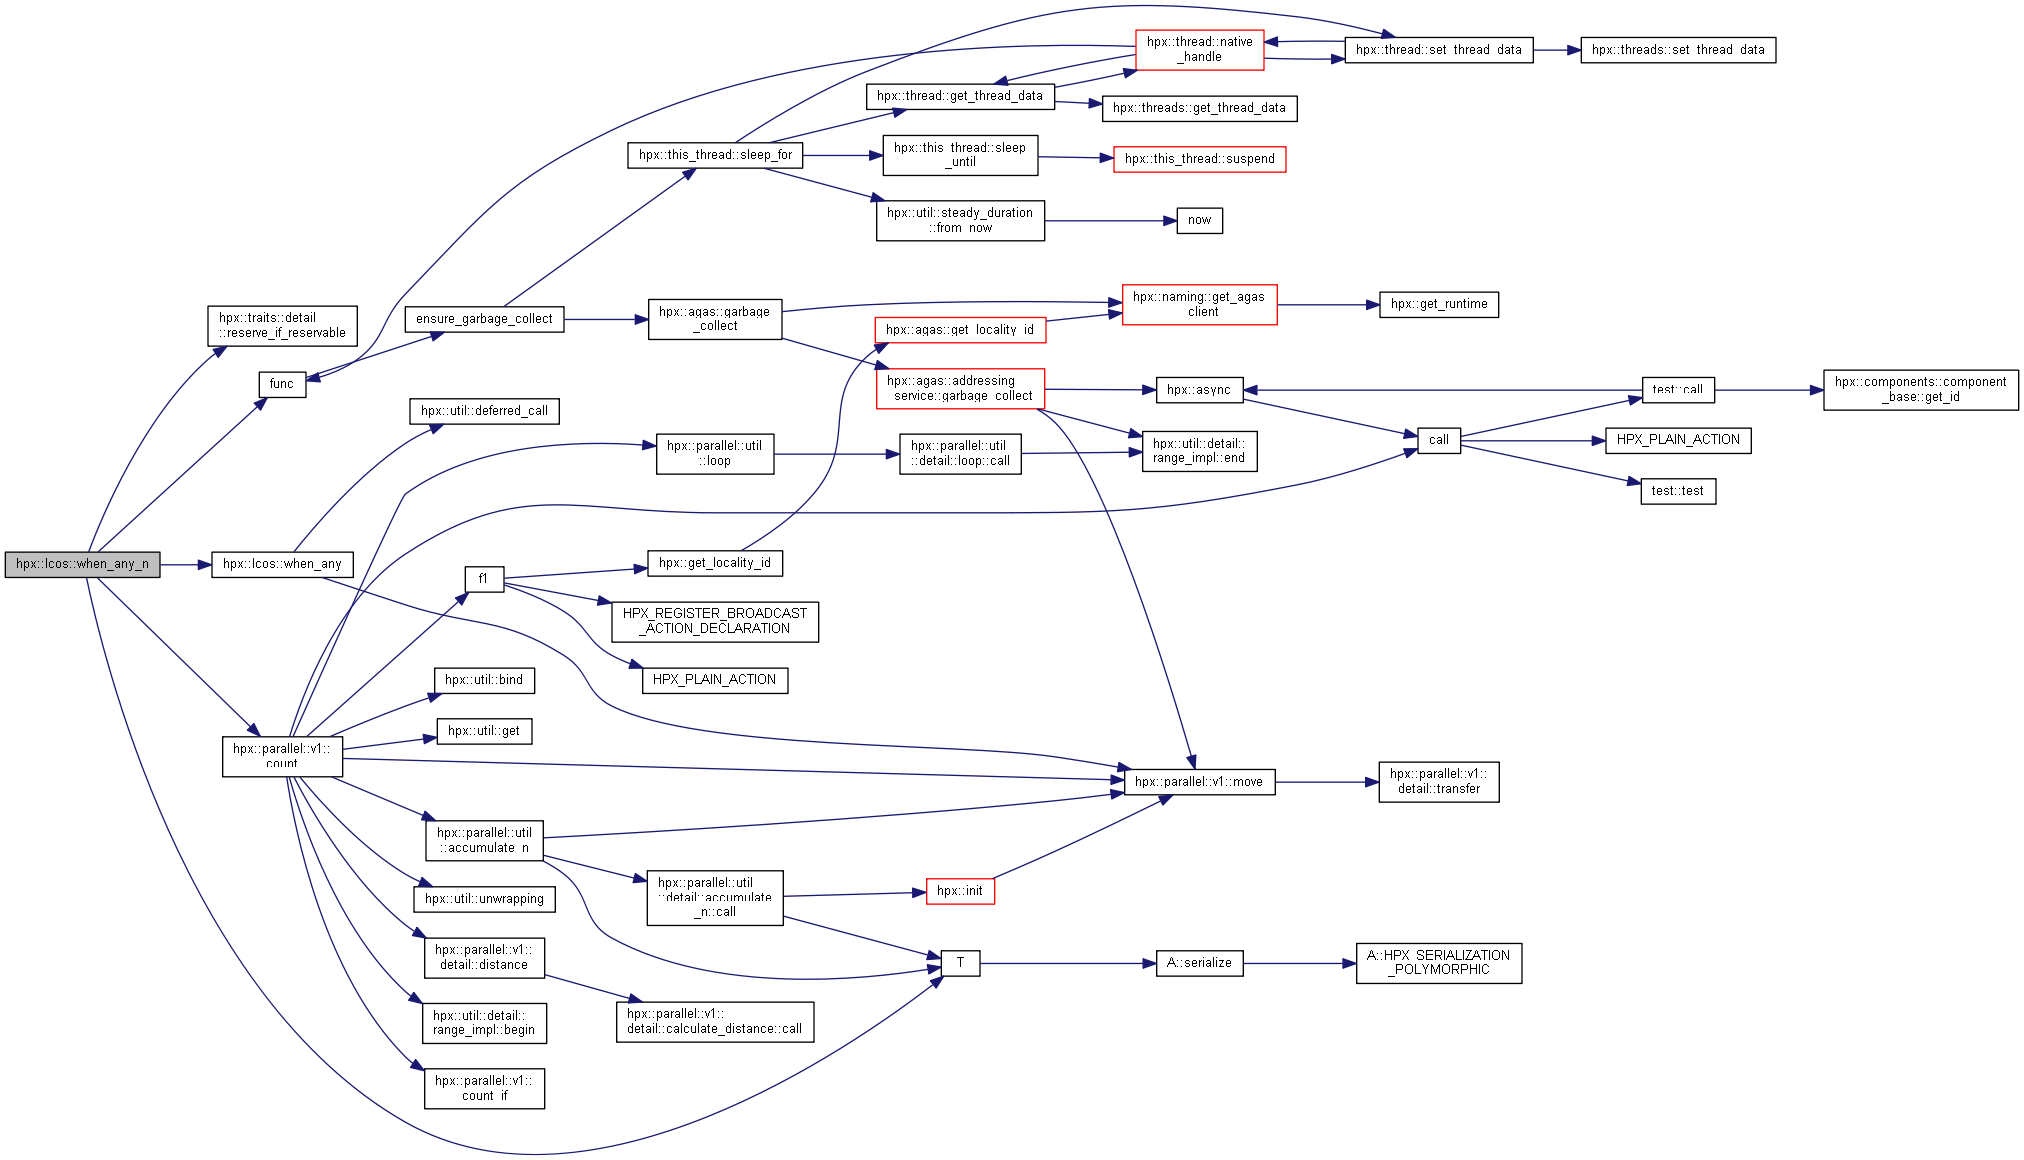 hpx::thread::native
_handle
hpx::thread::set_thread_data
hpx::threads::set_thread_data
hpx::thread::get_thread_data
hpx::threads::get_thread_data
hpx::this_thread::sleep_for
hpx::this_thread::sleep
_until
hpx::this_thread::suspend
hpx::util::steady_duration
::from_now
now
hpx::traits::detail
::reserve_if_reservable
ensure_garbage_collect
hpx::agas::garbage
_collect
hpx::naming::get_agas
_client
hpx::get_runtime
hpx::agas::get_locality_id
func
hpx::agas::addressing
_service::garbage_collect
hpx::async
test::call
hpx::components::component
_base::get_id
hpx::util::deferred_call
hpx::parallel::util
::loop
hpx::parallel::util
::detail::loop::call
hpx::util::detail::
range_impl::end
call
HPX_PLAIN_ACTION
test::test
hpx::lcos::when_any_n
hpx::lcos::when_any
f1
hpx::get_locality_id
HPX_REGISTER_BROADCAST
_ACTION_DECLARATION
HPX_PLAIN_ACTION
hpx::util::bind
hpx::util::get
hpx::parallel::v1::
count
hpx::parallel::v1::move
hpx::parallel::v1::
detail::transfer
hpx::parallel::util
::accumulate_n
hpx::parallel::util
::detail::accumulate
_n::call
hpx::init
hpx::util::unwrapping
hpx::parallel::v1::
detail::distance
T
A::serialize
A::HPX_SERIALIZATION
_POLYMORPHIC
hpx::util::detail::
range_impl::begin
hpx::parallel::v1::
detail::calculate_distance::call
hpx::parallel::v1::
count_if